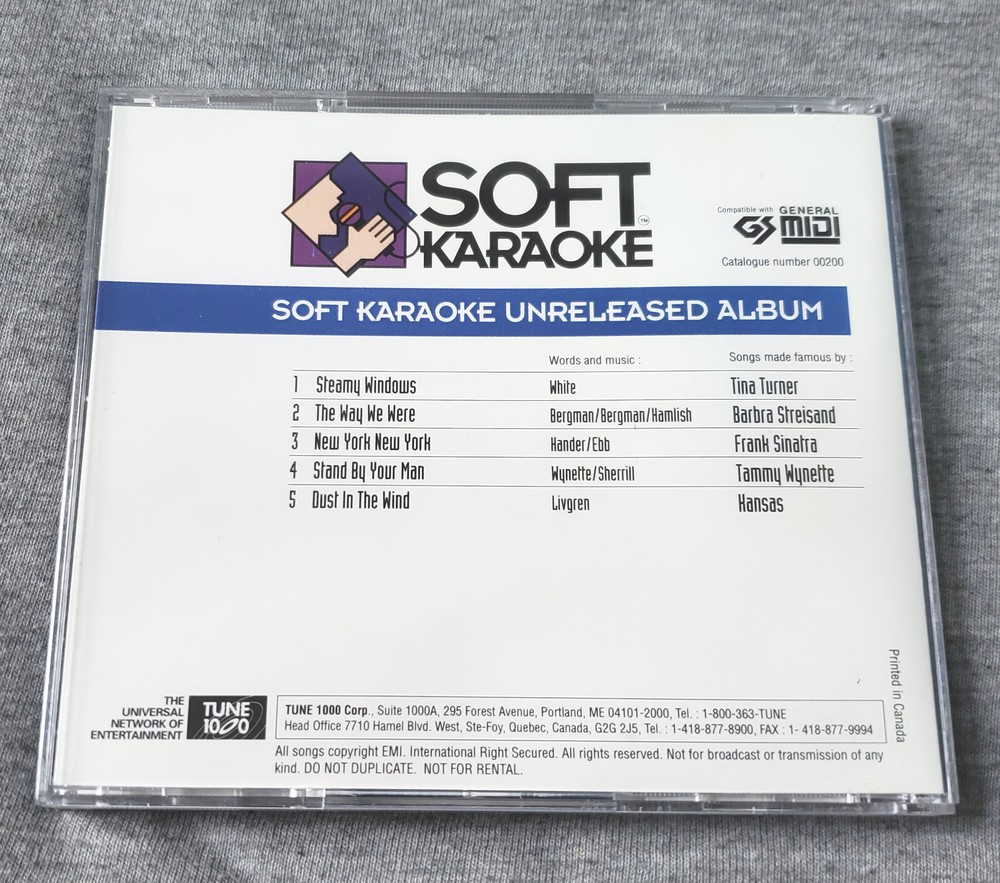 SOFT
KARAOKE
TM
Compatible with GENERAL
GS MIDI
Catalogue number 00200
SOFT KARAOKE UNRELEASED ALBUM
Words and music : Songs made famous by :
1 Steamy Windows White Tina Turner
2 The Way We Were Bergman/Bergman/Hamlish Barbra Streisand
3 New York New York Kander/Ebb Frank Sinatra
4 Stand By Your Man Wynette/Sherrill Tammy Wynette
5 Dust In The Wind Livgren Kansas
Printed in Canada
THE
UNIVERSAL
NETWORK OF
ENTERTAINMENT
TUNE
1000
TUNE 1000 Corp., Suite 1000A, 295 Forest Avenue, Portland, ME 04101-2000, Tel. : 1-800-363-TUNE
Head Office 7710 Hamel Blvd. West, Ste-Foy, Quebec, Canada, G2G 2J5, Tel. : 1-418-877-8900, FAX : 1- 418-877-9994
All songs copyright EMI. International Right Secured. All rights reserved. Not for broadcast or transmission of any
kind. DO NOT DUPLICATE. NOT FOR RENTAL.